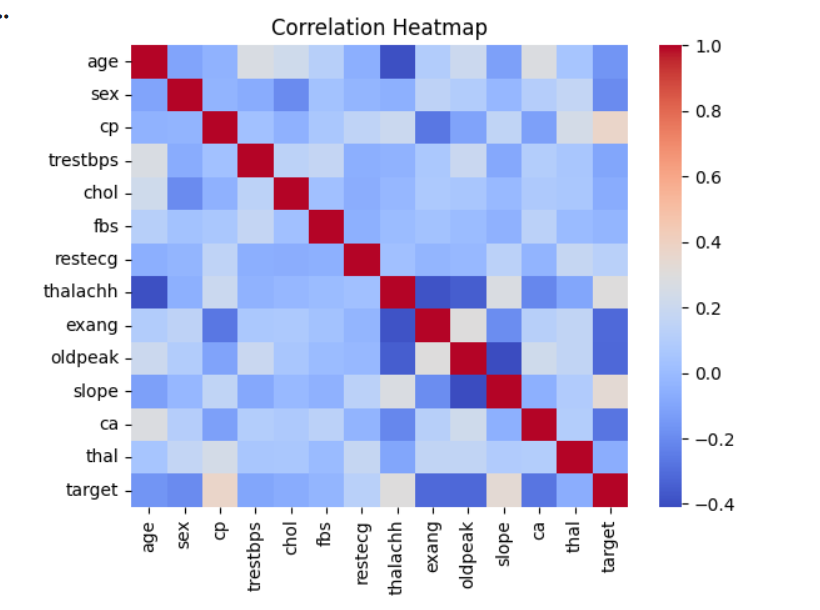 ..
Correlation Heatmap
age
sex
cp
trestbps
chol
fbs
restecg
thalachh
exang
oldpeak
slope
ca
thal
target
age
sex
cp
trestbps
chol
fbs
restecg
thalachh
exang
oldpeak
slope
ca
thal
target
1.0
0.8
0.6
0.4
0.2
0.0
−0.2
−0.4